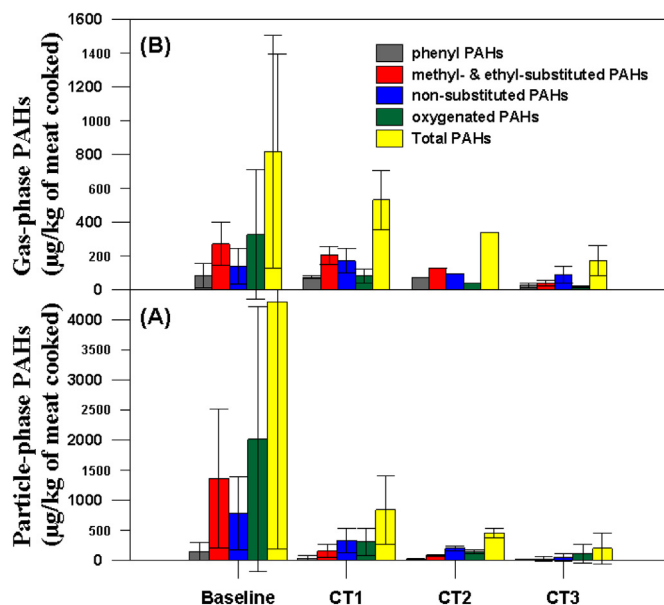 (B)
phenyl PAHs
methyl- & ethyl-substituted PAHs
non-substituted PAHs
oxygenated PAHs
Total PAHs
Gas-phase PAHs
(µg/kg of meat cooked)
1600
1400
1200
1000
800
600
400
200
0
(A)
Particle-phase PAHs
(µg/kg of meat cooked)
4000
3500
3000
2500
2000
1500
1000
500
0
Baseline CT1 CT2 CT3